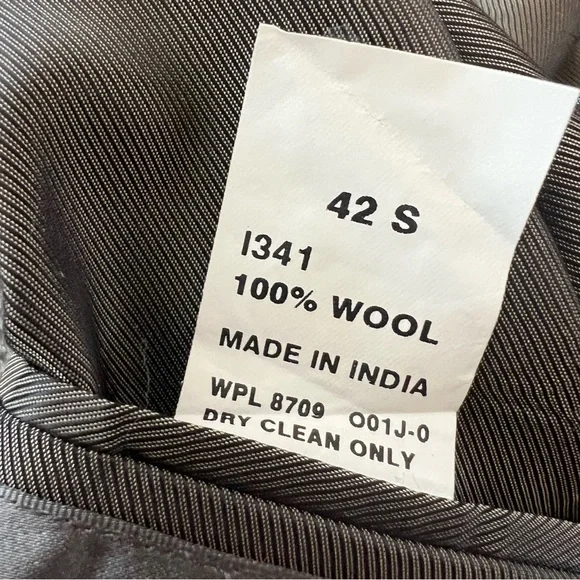 42 S
I341
100% WOOL
MADE IN INDIA
WPL 8709 O01J-0
DRY CLEAN ONLY